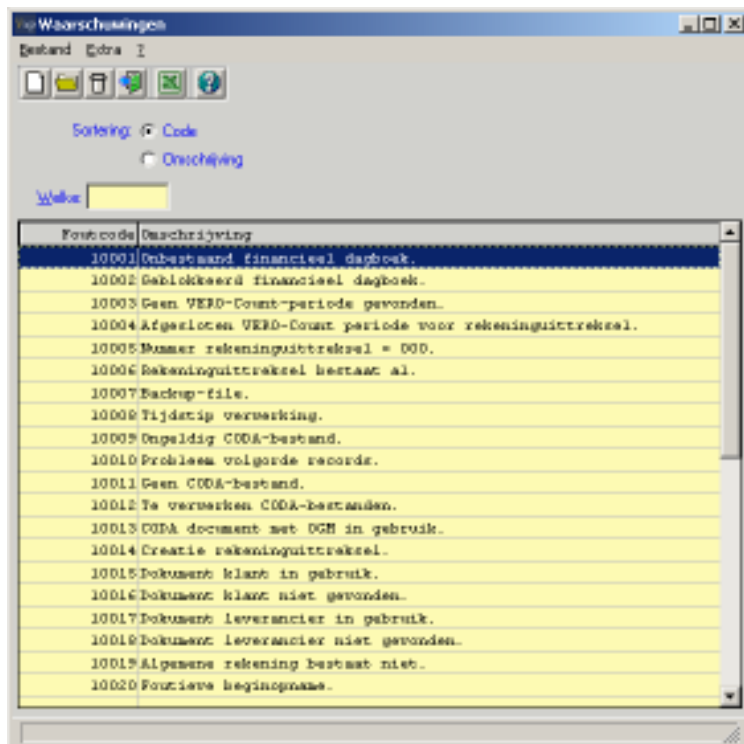 Waarschuwingen
Bestand Extra ?
Sortering: Code
Omschrijving
Welke:
Foutcode Omschrijving
10001 Onbestaand financieel dagboek.
10002 Geblokkeerd financieel dagboek.
10003 Geen VERO-Count-periode gevonden.
10004 Afgesloten VERO-Count periode voor rekeninguittreksel.
10005 Nummer rekeninguittreksel = 000.
10006 Rekeninguittreksel bestaat al.
10007 Backup-file.
10008 Tijdstip verwerking.
10009 Ongeldig CODA-bestand.
10010 Probleem volgorde records.
10011 Geen CODA-bestand.
10012 Te verwerken CODA-bestanden.
10013 CODA document met OGM in gebruik.
10014 Creatie rekeninguittreksel.
10015 Dokument klant in gebruik.
10016 Dokument klant niet gevonden.
10017 Dokument leverancier in gebruik.
10018 Dokument leverancier niet gevonden.
10019 Algemene rekening bestaat niet.
10020 Foutieve beginopname.